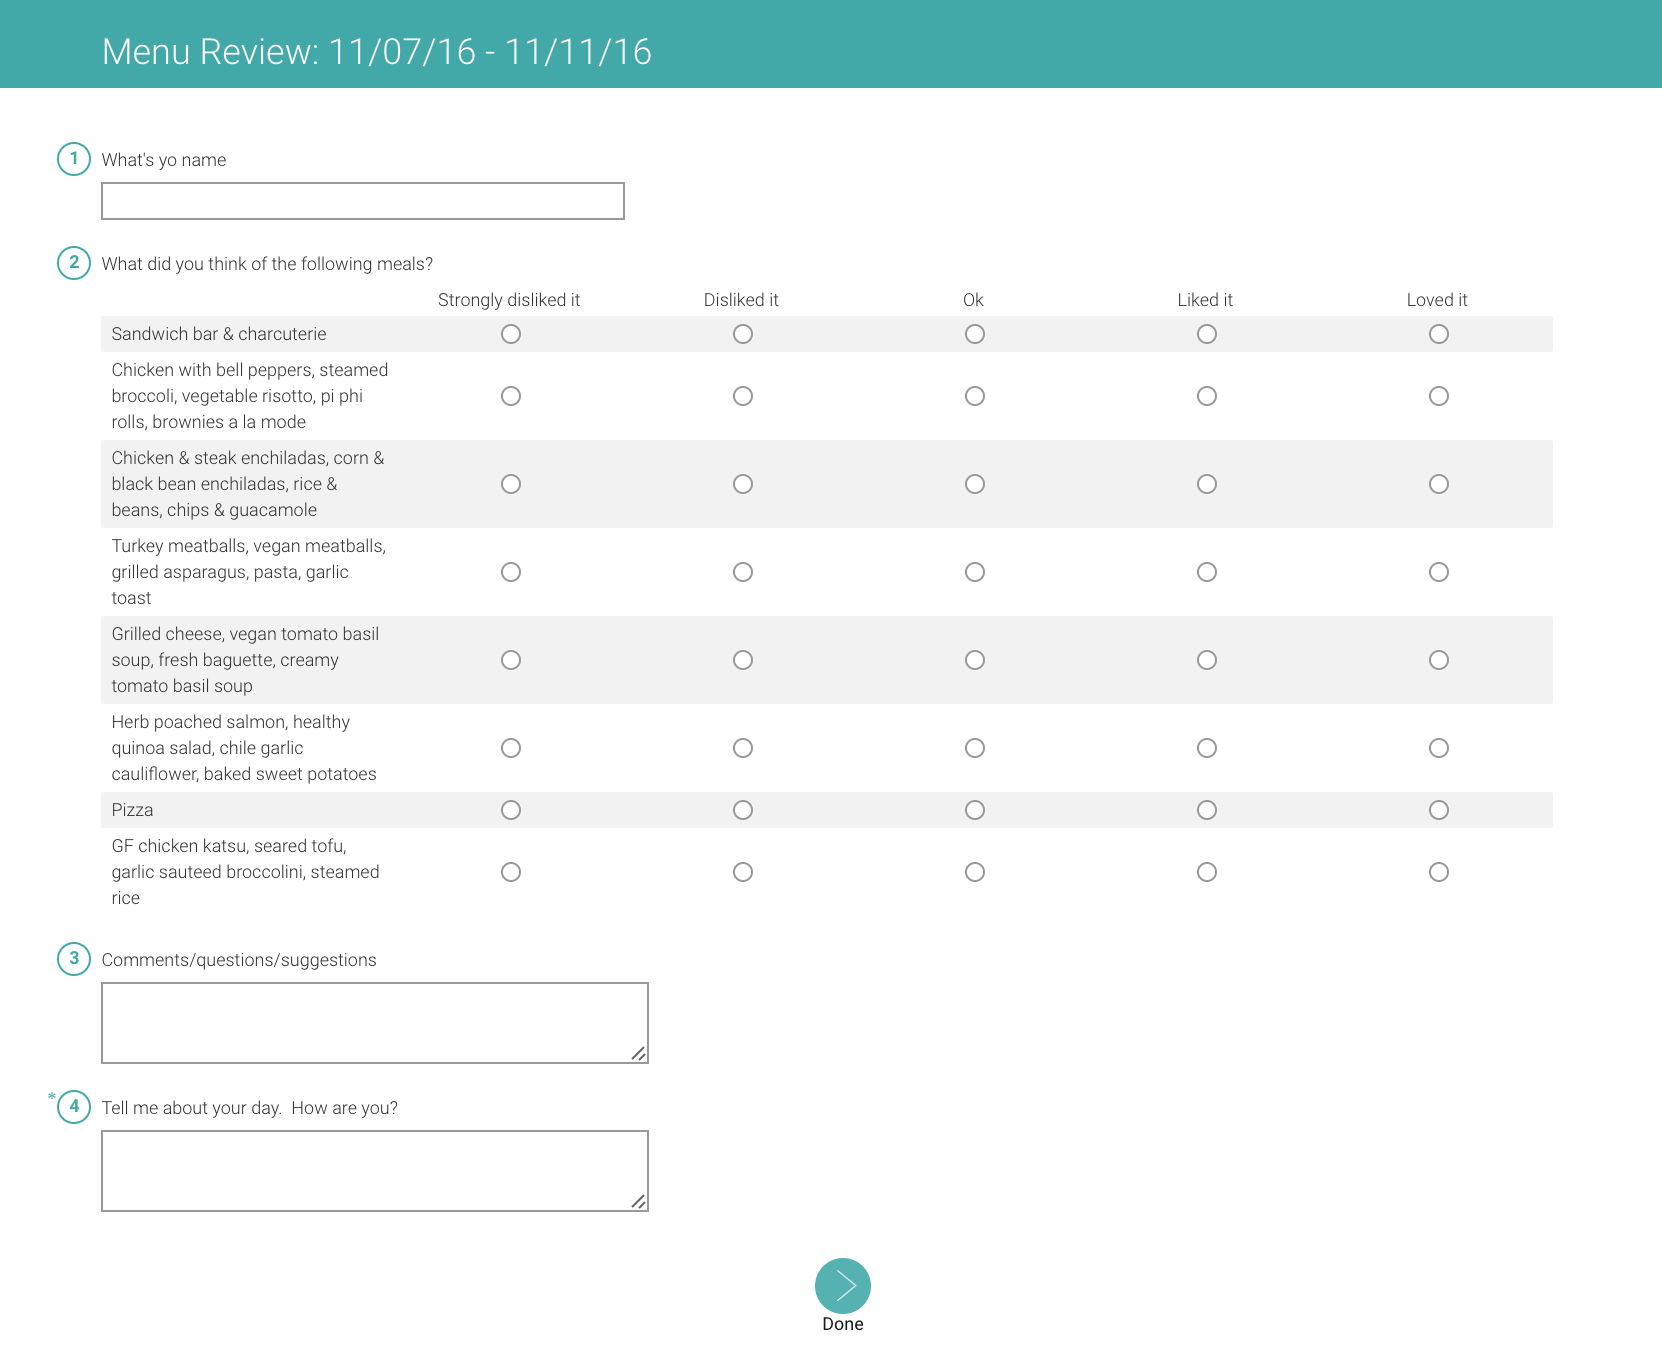 Menu Review: 11/07/16 - 11/11/16
1 What's yo name
2 What did you think of the following meals?
Strongly disliked it Disliked it Ok Liked it Loved it
Sandwich bar & charcuterie
Chicken with bell peppers, steamed
broccoli, vegetable risotto, pi phi
rolls, brownies a la mode
Chicken & steak enchiladas, corn &
black bean enchiladas, rice &
beans, chips & guacamole
Turkey meatballs, vegan meatballs,
grilled asparagus, pasta, garlic
toast
Grilled cheese, vegan tomato basil
soup, fresh baguette, creamy
tomato basil soup
Herb poached salmon, healthy
quinoa salad, chile garlic
cauliflower, baked sweet potatoes
Pizza
GF chicken katsu, seared tofu,
garlic sauteed broccolini, steamed
rice
3 Comments/questions/suggestions
* 4 Tell me about your day.  How are you?
Done